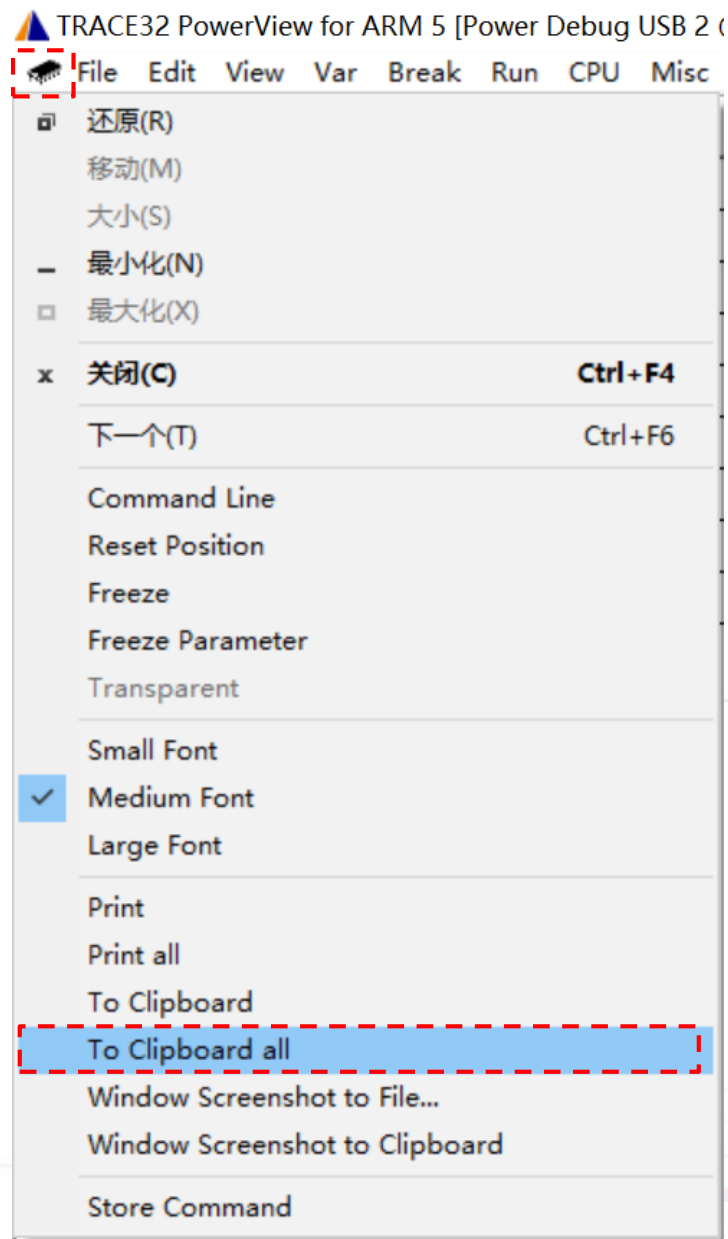 TRACE32 PowerView for ARM 5 [Power Debug USB 2
File Edit View Var Break Run CPU Misc
还原(R)
移动(M)
大小(S)
最小化(N)
最大化(X)
关闭(C) Ctrl+F4
下一个(T) Ctrl+F6
Command Line
Reset Position
Freeze
Freeze Parameter
Transparent
Small Font
Medium Font
Large Font
Print
Print all
To Clipboard
To Clipboard all
Window Screenshot to File...
Window Screenshot to Clipboard
Store Command